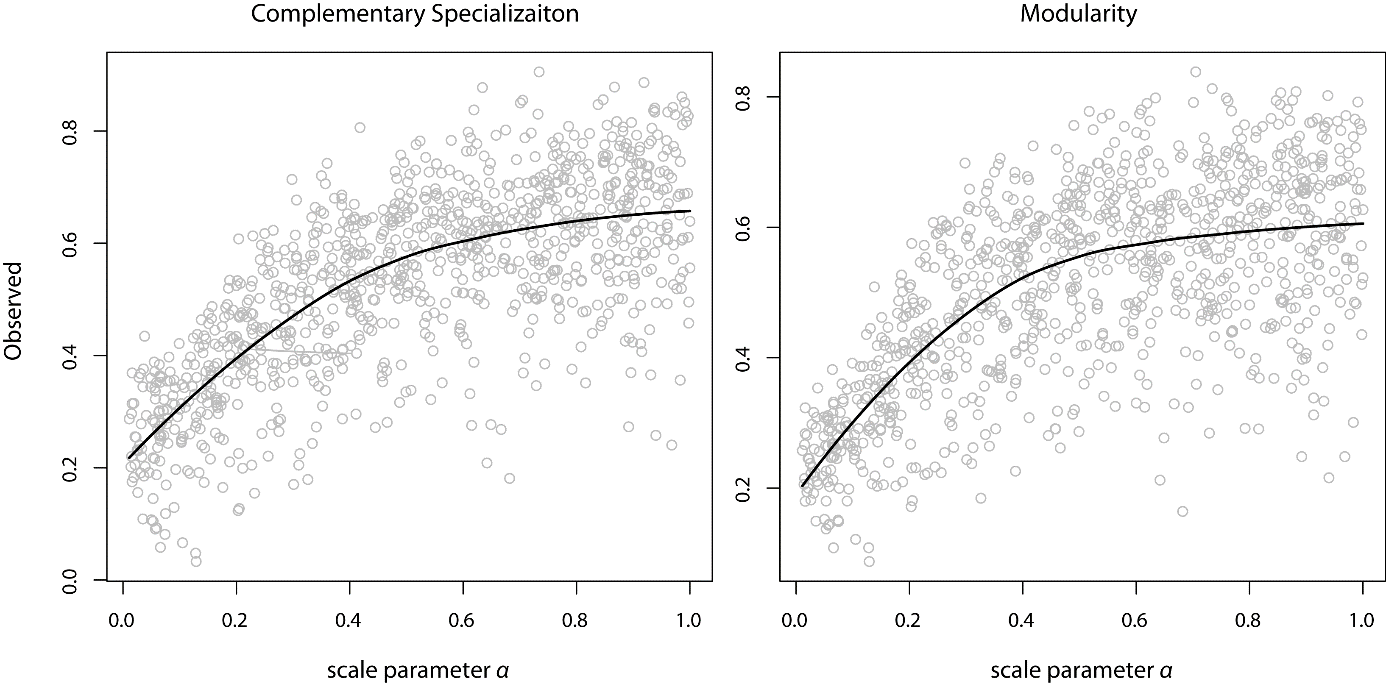 Complementary Specializaiton
Modularity
Observed
0.0
0.2
0.4
0.6
0.8
0.2
0.4
0.6
0.8
0.0 0.2 0.4 0.6 0.8 1.0
0.0 0.2 0.4 0.6 0.8 1.0
scale parameter α
scale parameter α